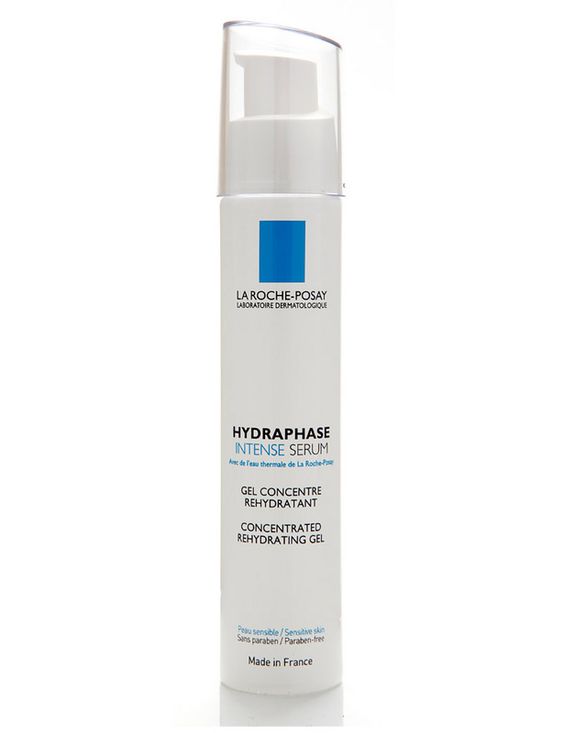 LA ROCHE-POSAY
LABORATOIRE DERMATOLOGIQUE
HYDRAPHASE
INTENSE SERUM
Avec de l'eau thermale de La Roche-Posay
GEL CONCENTRE
REHYDRATANT
CONCENTRATED
REHYDRATING GEL
Peau sensible / Sensitive skin
Sans paraben / Paraben-free
Made in France